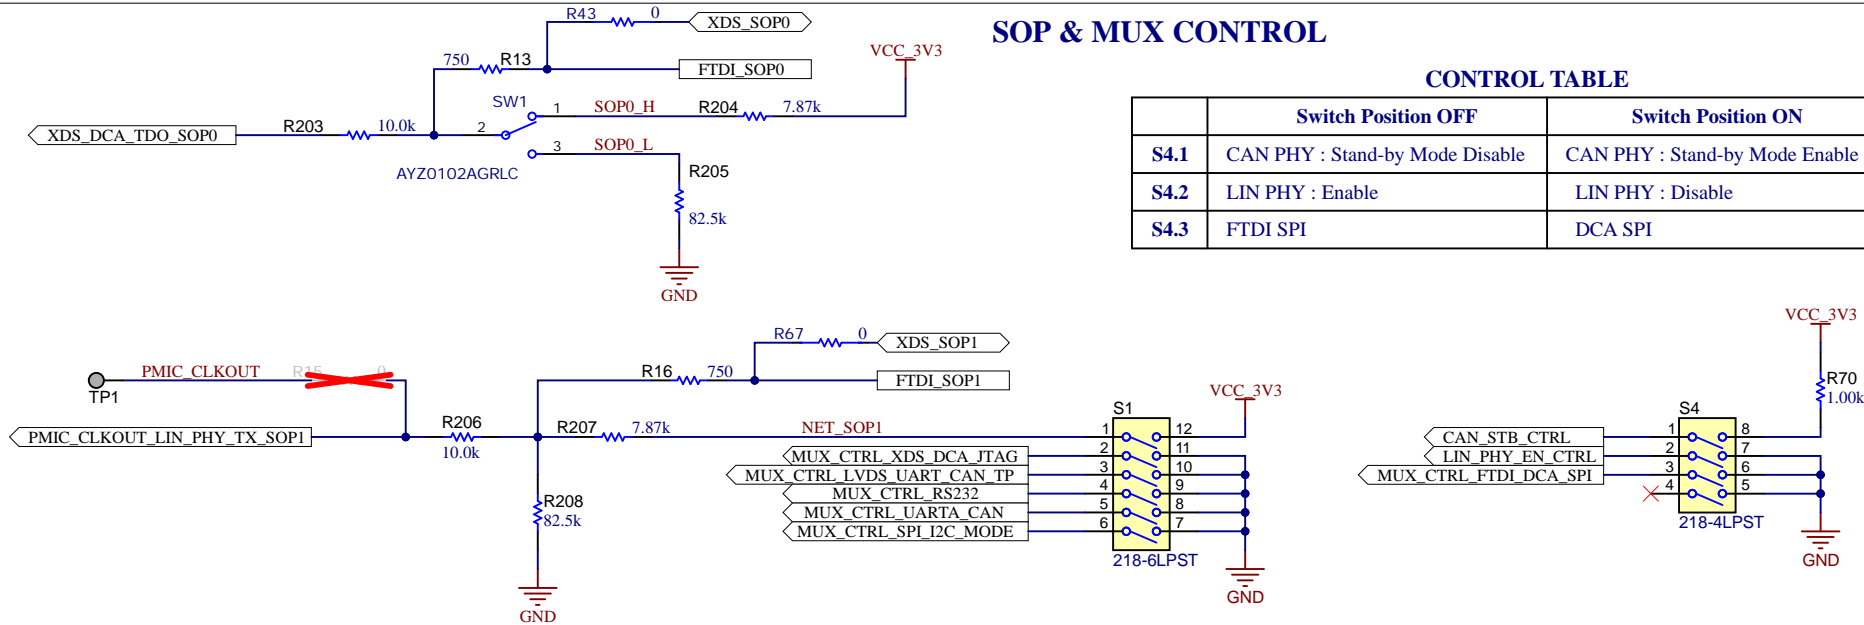 SOP & MUX CONTROL
R43 0 XDS_SOP0
750 R13 FTDI_SOP0
VCC_3V3
SW1
1 SOP0_H R204 7.87k
XDS_DCA_TDO_SOP0 R203 10.0k 2
3 SOP0_L
AYZ0102AGRLC
R205
82.5k
GND
CONTROL TABLE
Switch Position OFF Switch Position ON
S4.1 CAN PHY : Stand-by Mode Disable CAN PHY : Stand-by Mode Enable
S4.2 LIN PHY : Enable LIN PHY : Disable
S4.3 FTDI SPI DCA SPI
R67 0 XDS_SOP1
PMIC_CLKOUT R15 0
TP1
R16 750 FTDI_SOP1
PMIC_CLKOUT_LIN_PHY_TX_SOP1 R206 R207 7.87k NET_SOP1
10.0k
R208
82.5k
GND
VCC_3V3
S1
1 12
MUX_CTRL_XDS_DCA_JTAG 2 11
MUX_CTRL_LVDS_UART_CAN_TP 3 10
MUX_CTRL_RS232 4 9
MUX_CTRL_UARTA_CAN 5 8
MUX_CTRL_SPI_I2C_MODE 6 7
218-6LPST
GND
VCC_3V3
R70
1.00k
S4
CAN_STB_CTRL 1 8
LIN_PHY_EN_CTRL 2 7
MUX_CTRL_FTDI_DCA_SPI 3 6
4 5
218-4LPST
GND